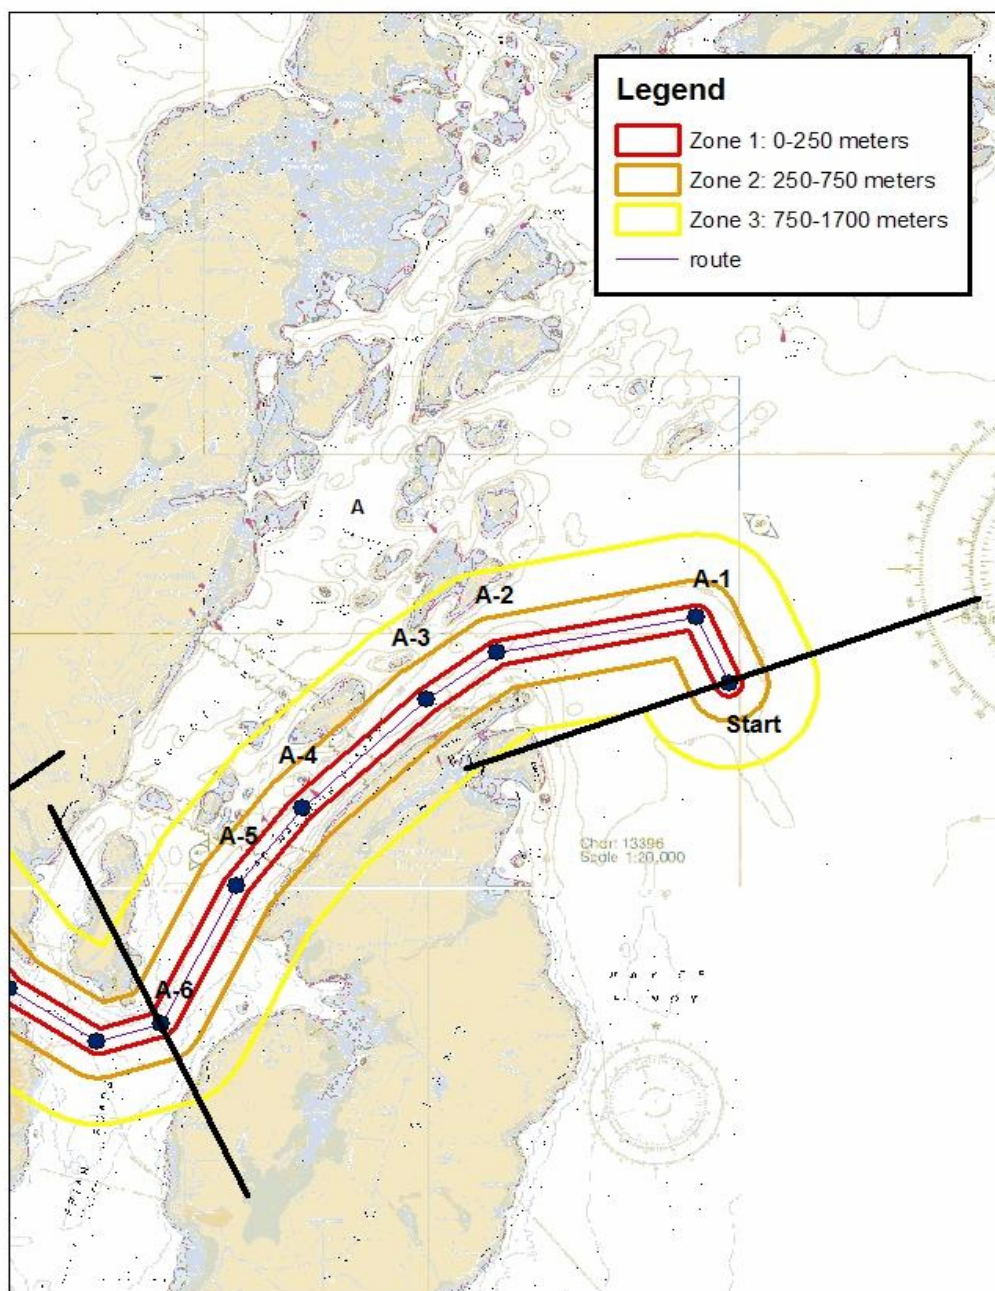 Legend
Zone 1: 0-250 meters
Zone 2: 250-750 meters
Zone 3: 750-1700 meters
route
A
A-1
A-2
A-3
Start
A-4
A-5
Chart 13396
Scale 1:20,000
A-6